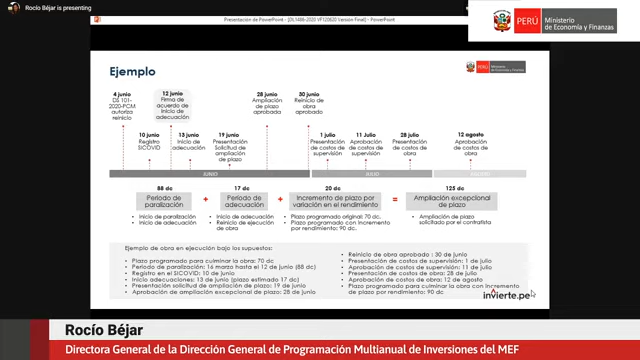 Rocío Béjar is presenting
Presentación de PowerPoint - [DL1486-2020 VF120820 Versión Final] - PowerPoint
PERÚ Ministerio
de Economía y Finanzas
Ejemplo
PERÚ
4 junio
DS 101-
2020-PCM
autoriza
reinicio
12 junio
Firma de
acuerdo de
Inicio de
adecuación
28 junio
Ampliación
de plazo
aprobada
30 junio
Reinicio de
obra
aprobado
10 junio
Registro
SICOVID
13 junio
Inicio de
adecuación
19 junio
Presentación
Solicitud de
ampliación de
plazo
1 julio
Presentación
de costos de
supervisión
11 Julio
Aprobación
de costos de
supervisión
28 julio
Presentación
de costos de
obra
12 agosto
Aprobación
de costos de
obra
JUNIO
JULIO
88 dc
Periodo de
paralización
• Inicio de paralización
• Inicio de adecuación
+
17 dc
Período de
adecuación
• Inicio de adecuación
• Reinicio de ejecución
de obra
+
20 dc
Incremento de plazo por
variación en el rendimiento
• Plazo programado original: 70 dc.
• Plazo programado con incremento
por rendimiento: 90 dc.
=
125 dc
Ampliación excepcional
de plazo
• Ampliación de plazo
solicitado por el contratista
Ejemplo de obra en ejecución bajo los supuestos:
• Plazo programado para culminar la obra: 70 dc
• Período de paralización: 16 marzo hasta el 12 de junio (88 dc)
• Registro en el SICOVID: 10 de junio
• Inicio adecuaciones: 13 de junio (plazo estimado 17 dc)
• Presentación solicitud de ampliación de plazo: 19 de junio
• Aprobación de ampliación excepcional de plazo: 28 de junio
• Reinicio de obra aprobado : 30 de junio
• Presentación de costos de supervisión: 1 de julio
• Aprobación de costos de supervisión: 11 de julio
• Presentación de costos de obra: 28 de julio
• Aprobación de costos de obra: 12 de agosto
• Plazo programado para culminar la obra con incremento
de plazo por rendimiento: 90 dc
invierte.pe
Rocío Béjar
Directora General de la Dirección General de Programación Multianual de Inversiones del MEF